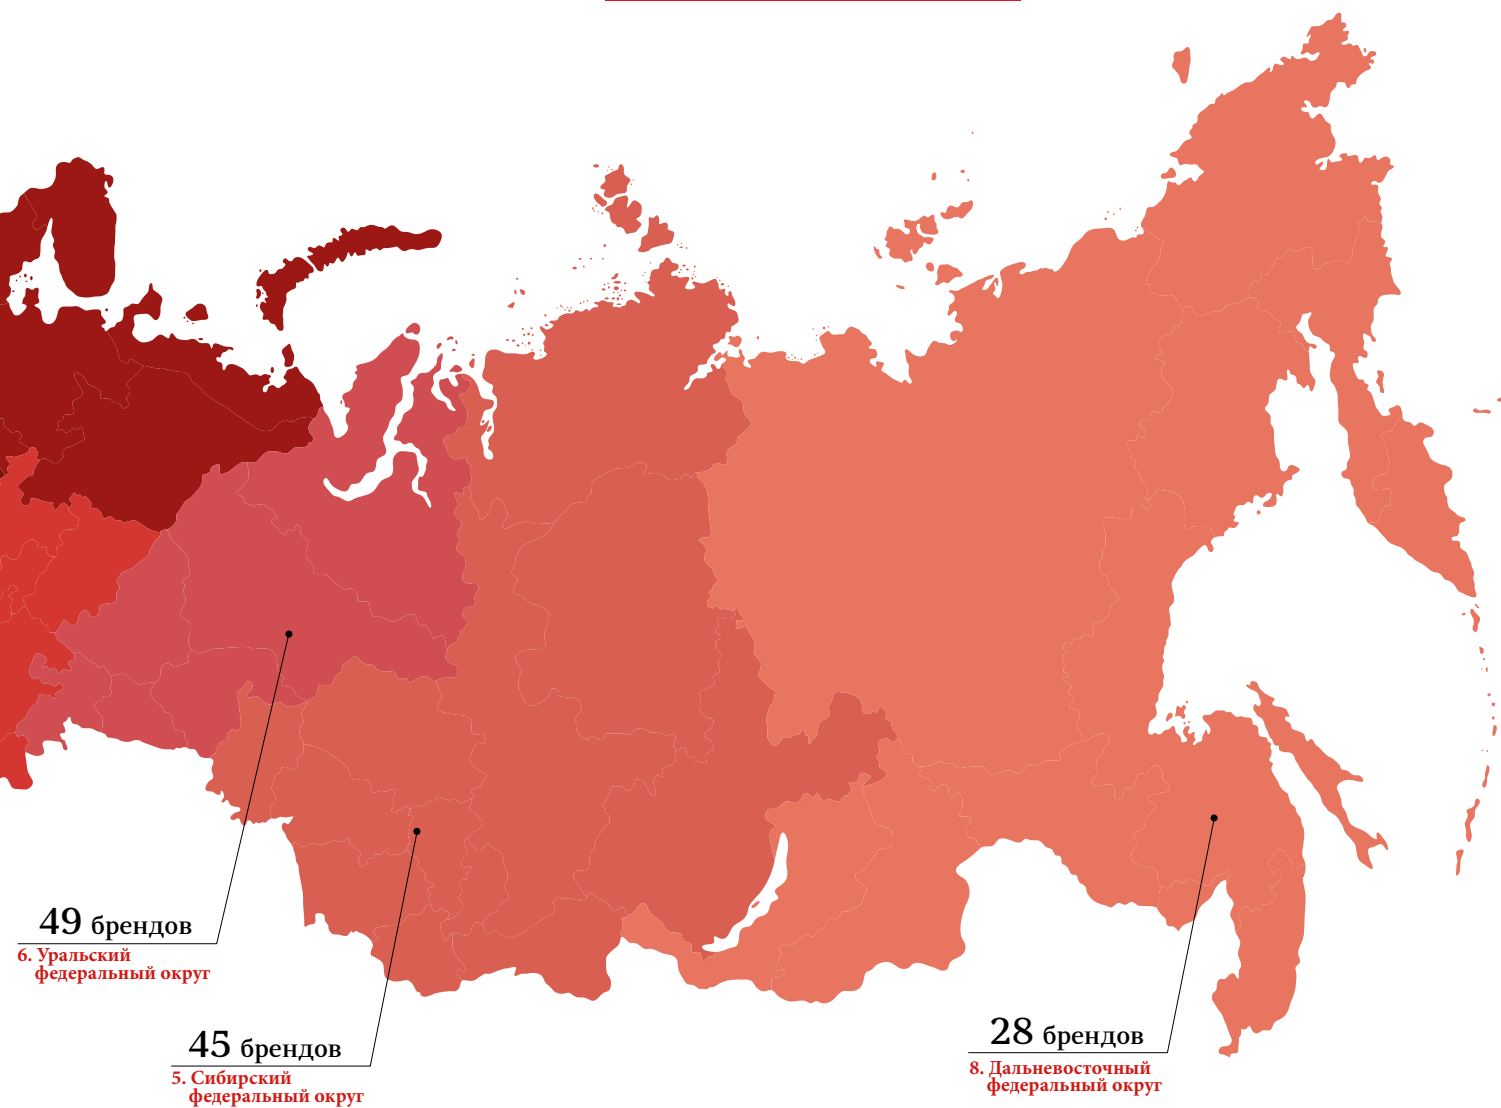 49 брендов
6. Уральский
федеральный округ
45 брендов
5. Сибирский
федеральный округ
28 брендов
8. Дальневосточный
федеральный округ